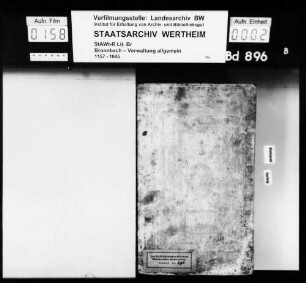 Aufn. Film
0158
Verfilmungsstelle: Landesarchiv BW
Institut für Erhaltung von Archiv- und Bibliotheksgut
STAATSARCHIV WERTHEIM
StAWt-R Lit. Br
Bronnbach - Verwaltung allgemein
1157 - 1845
Aufn. Einheit
0002
Bd 896 B